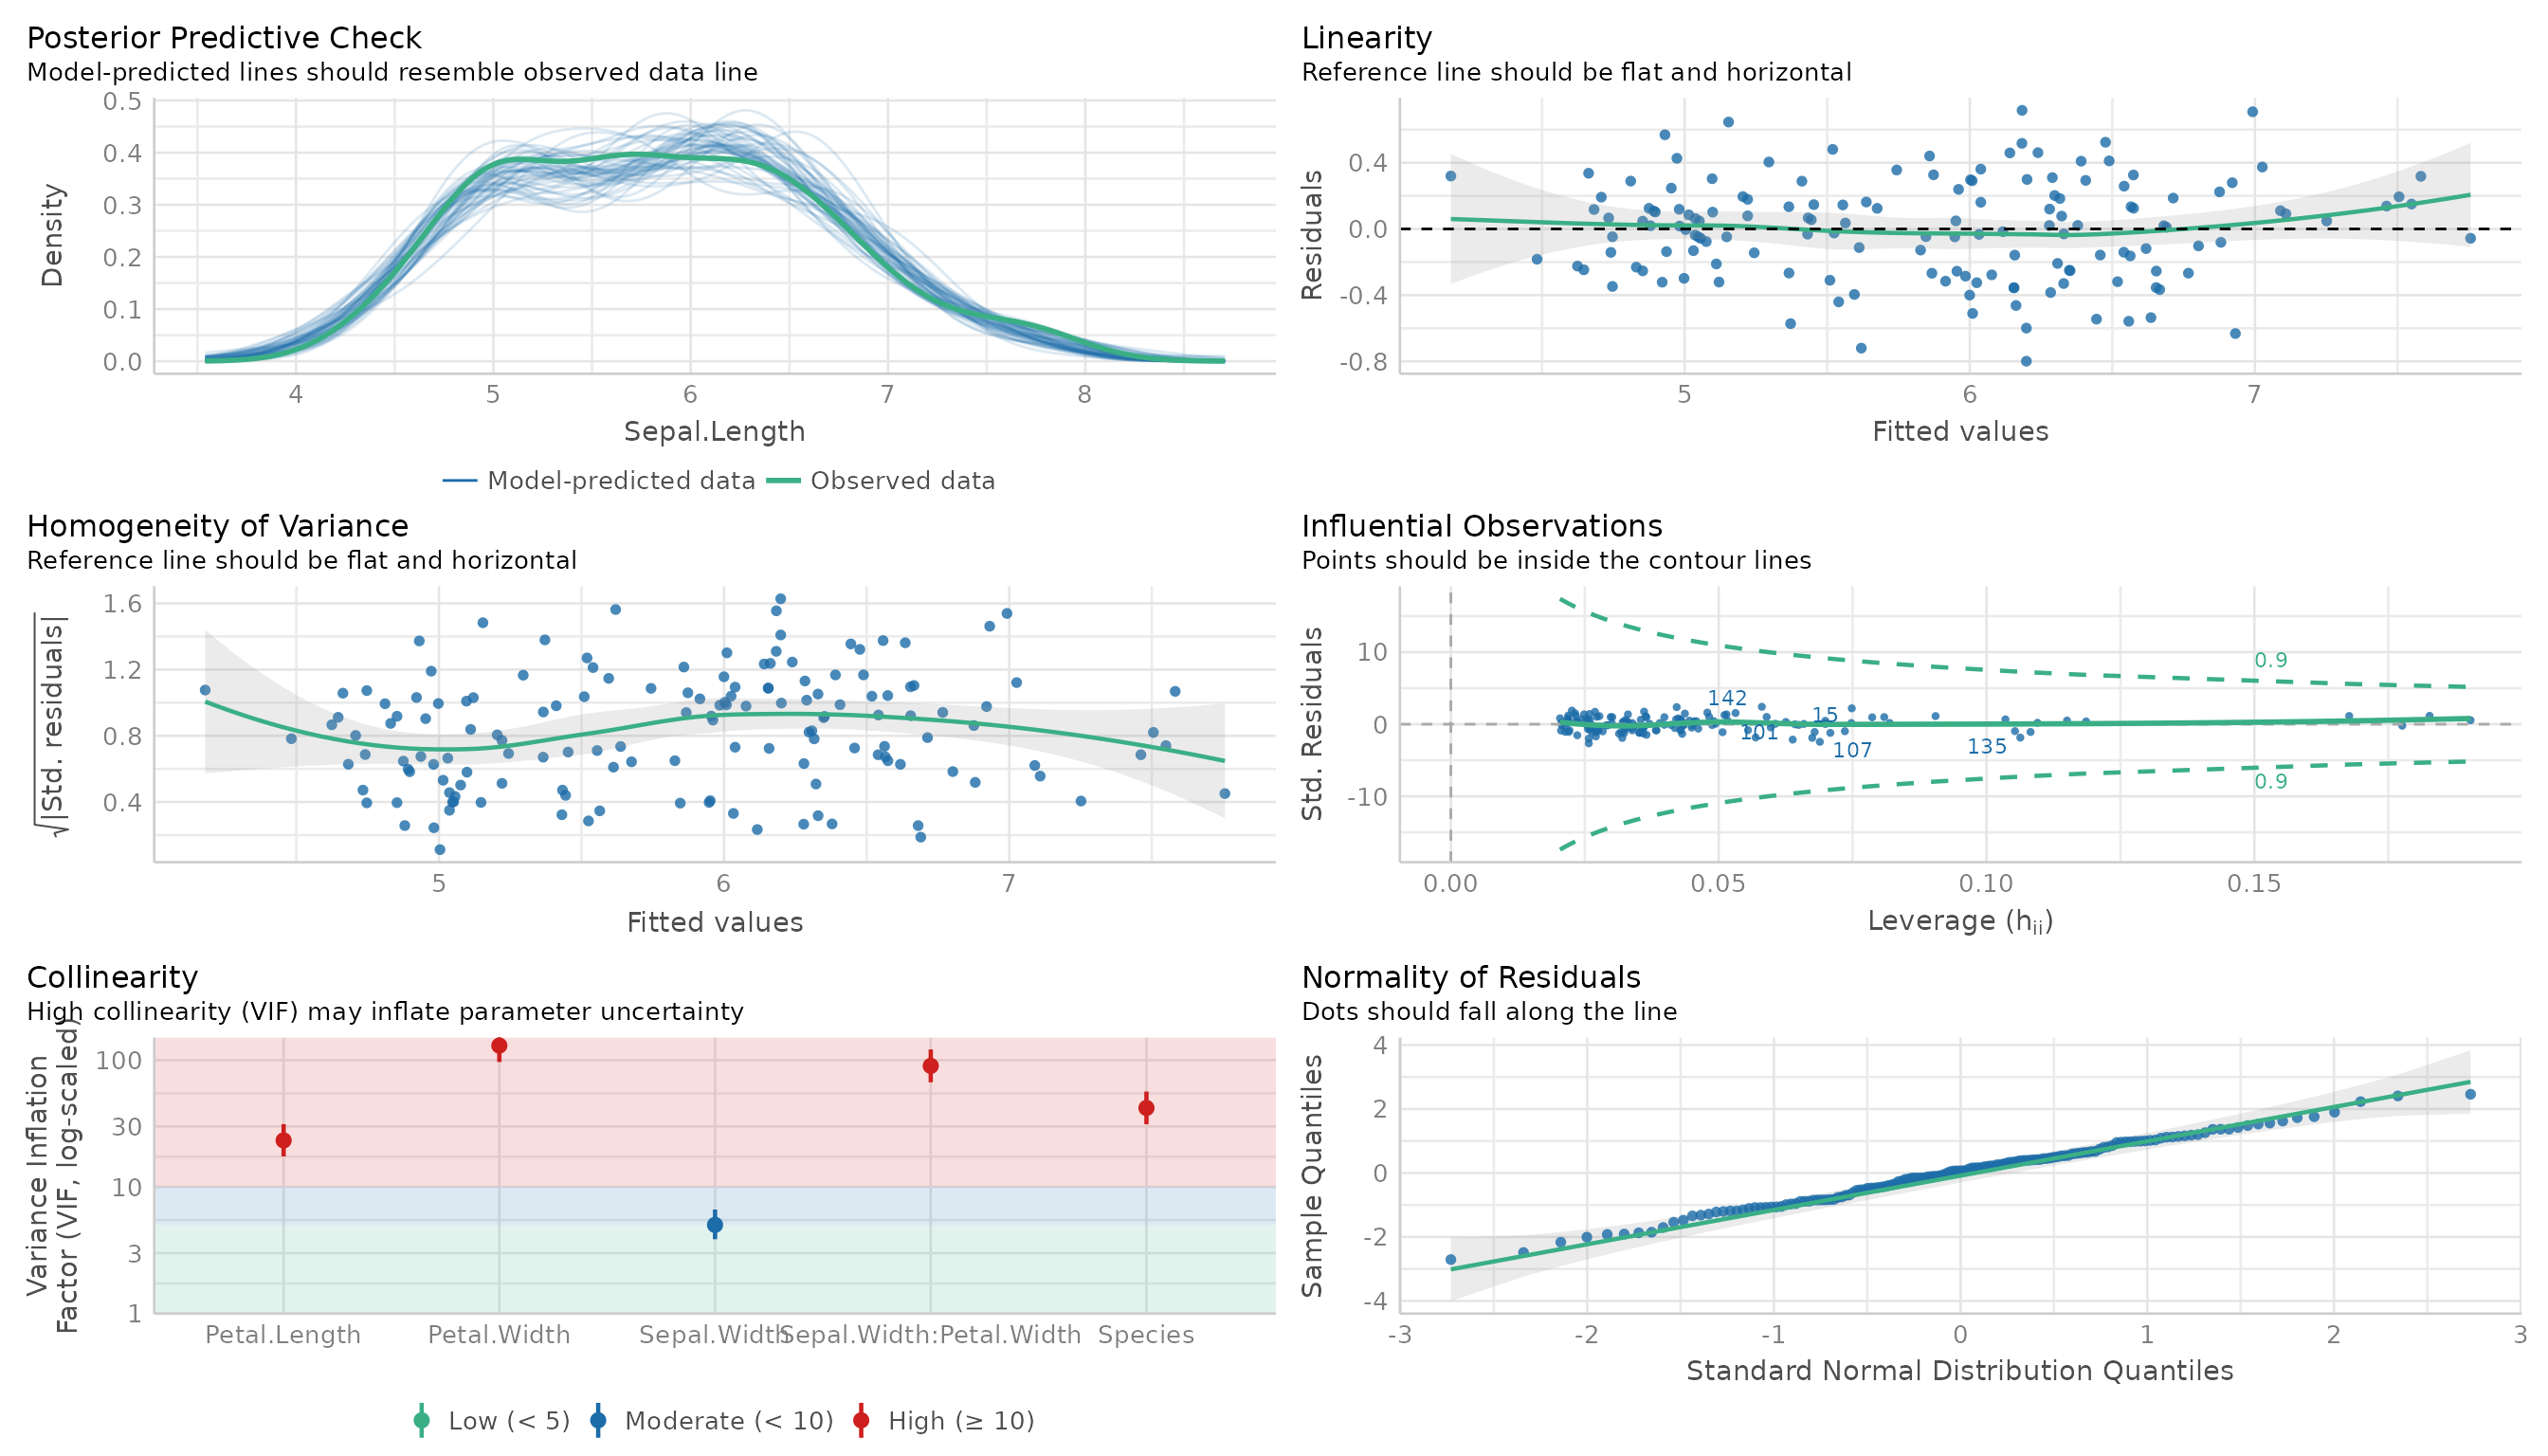 Posterior Predictive Check
Model-predicted lines should resemble observed data line
0.5
0.4
0.3
0.2
0.1
0.0
Density
4 5 6 7 8
Sepal.Length
Model-predicted data Observed data
Linearity
Reference line should be flat and horizontal
0.4
0.0
-0.4
-0.8
Residuals
5 6 7
Fitted values
Homogeneity of Variance
Reference line should be flat and horizontal
1.6
1.2
0.8
0.4
√|Std. residuals|
5 6 7
Fitted values
Influential Observations
Points should be inside the contour lines
10
0
-10
Std. Residuals
0.9
142
15
101
107
135
0.9
0.00 0.05 0.10 0.15
Leverage (hii)
Collinearity
High collinearity (VIF) may inflate parameter uncertainty
100
30
10
3
1
Variance Inflation
Factor (VIF, log-scaled)
Petal.Length Petal.Width Sepal.Width Sepal.Width:Petal.Width Species
Low (< 5) Moderate (< 10) High (≥ 10)
Normality of Residuals
Dots should fall along the line
4
2
0
-2
-4
Sample Quantiles
-3 -2 -1 0 1 2 3
Standard Normal Distribution Quantiles